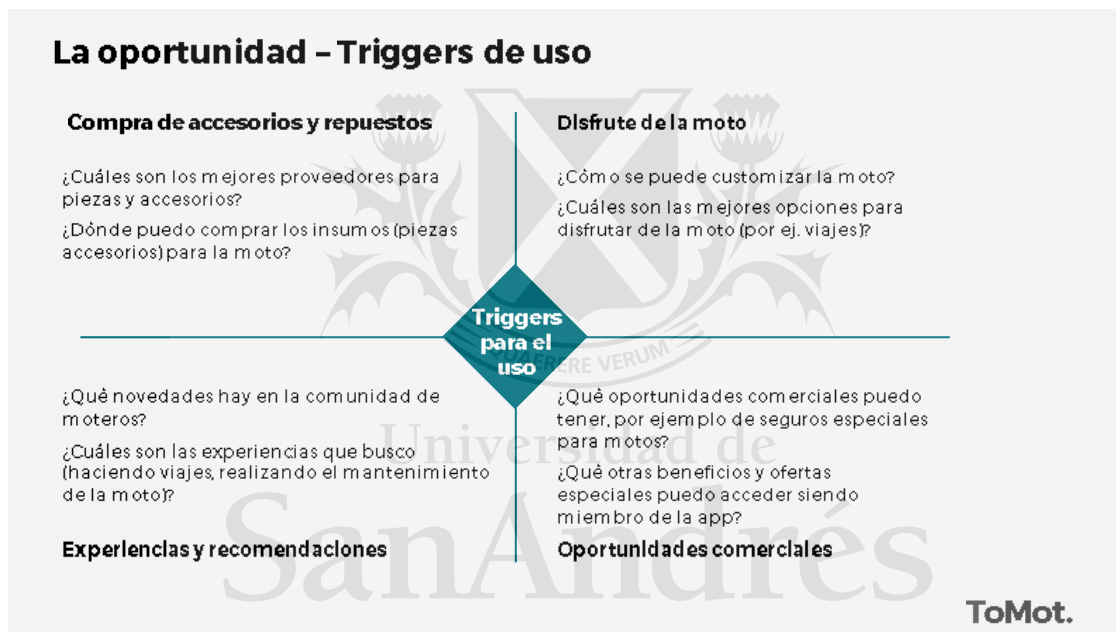 La oportunidad – Triggers de uso
Compra de accesorios y repuestos
¿Cuáles son los mejores proveedores para
piezas y accesorios?
¿Dónde puedo comprar los insumos (piezas
accesorios) para la moto?
Disfrute de la moto
¿Cómo se puede customizar la moto?
¿Cuáles son las mejores opciones para
disfrutar de la moto (por ej. viajes)?
Triggers
para el
uso
¿Qué novedades hay en la comunidad de
moteros?
¿Cuáles son las experiencias que busco
(haciendo viajes, realizando el mantenimiento
de la moto)?
Experiencias y recomendaciones
¿Qué oportunidades comerciales puedo
tener, por ejemplo de seguros especiales
para motos?
¿Qué otras beneficios y ofertas
especiales puedo acceder siendo
miembro de la app?
Oportunidades comerciales
QUAERERE VERUM
Universidad de
SanAndrés
ToMot.